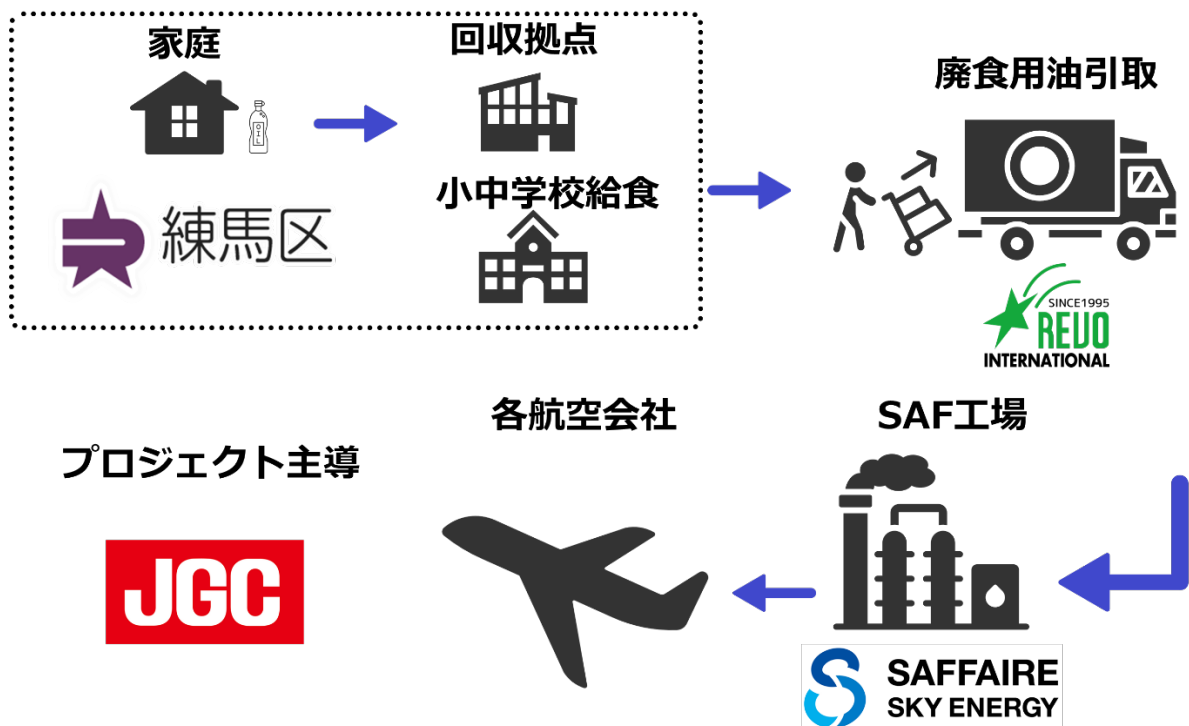 家庭
回収拠点
OIL
練馬区
小中学校給食
廃食用油引取
SINCE1995
REVO
INTERNATIONAL
プロジェクト主導
JGC
各航空会社
SAF工場
SAFFAIRE
SKY ENERGY